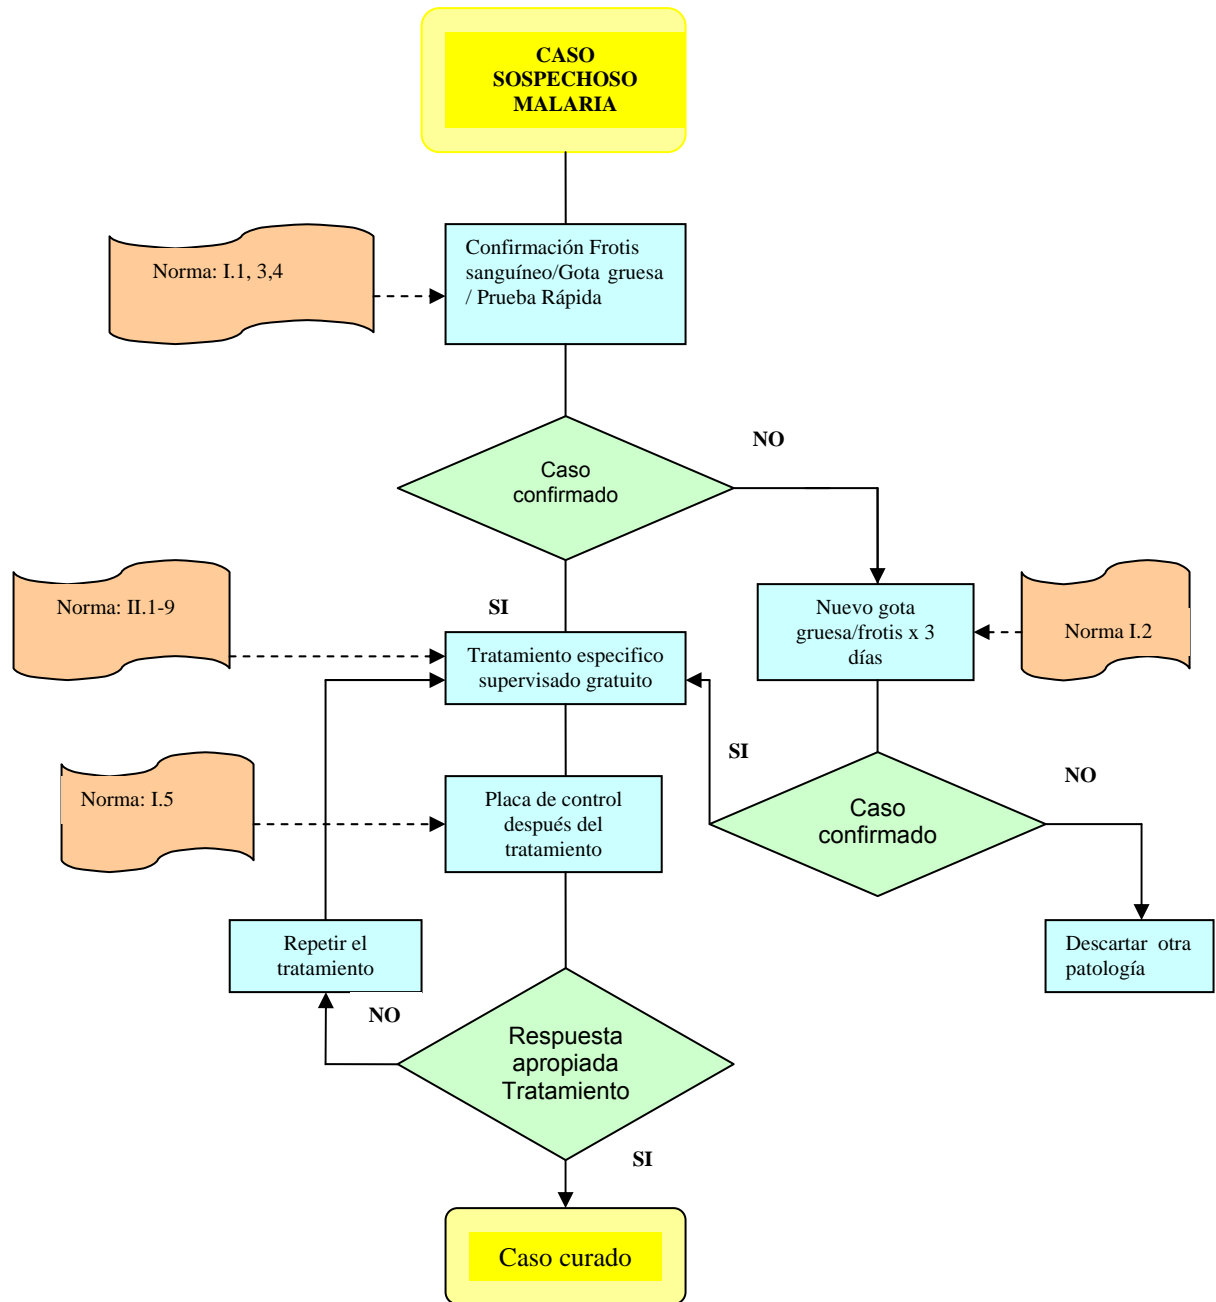 CASO
SOSPECHOSO
MALARIA
Norma: I.1, 3,4
Confirmación Frotis
sanguíneo/Gota gruesa
/ Prueba Rápida
NO
Caso
confirmado
Norma: II.1-9
SI
Nuevo gota
gruesa/frotis x 3
días
Norma I.2
Tratamiento especifico
supervisado gratuito
SI
NO
Norma: I.5
Placa de control
después del
tratamiento
Caso
confirmado
Repetir el
tratamiento
Descartar otra
patología
NO
Respuesta
apropiada
Tratamiento
SI
Caso curado